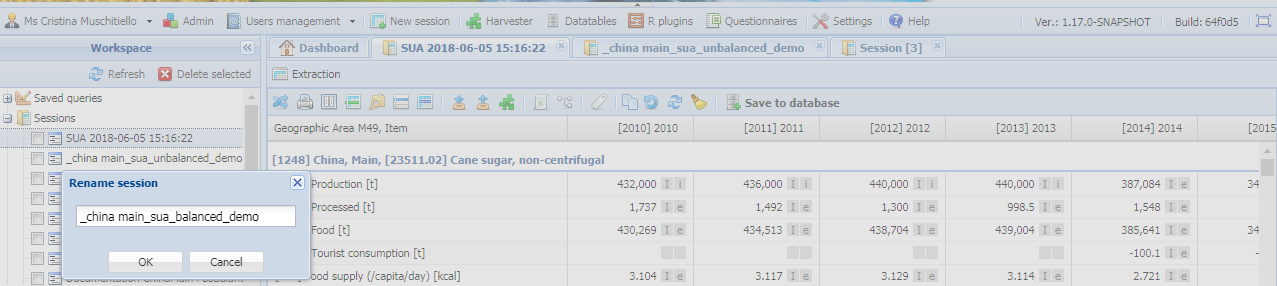 Ms Cristina Muschitiello Admin Users management New session Harvester Datatables R plugins Questionnaires Settings Help Ver.: 1.17.0-SNAPSHOT Build: 64f0d5
Workspace
Dashboard SUA 2018-06-05 15:16:22 _china main_sua_unbalanced_demo Session [3]
Refresh Delete selected
Extraction
Saved queries
Sessions
Save to database
SUA 2018-06-05 15:16:22
_china main_sua_unbalanced_demo
Geographic Area M49, Item [2010] 2010 [2011] 2011 [2012] 2012 [2013] 2013 [2014] 2014 [2015
[1248] China, Main, [23511.02] Cane sugar, non-centrifugal
Rename session
_china main_sua_balanced_demo
OK Cancel
Production [t] 432,000 I i 436,000 I i 440,000 I i 440,000 I i 387,084 I e 34
Processed [t] 1,737 I e 1,492 I e 1,300 I e 998.5 I e 1,548 I e
Food [t] 430,269 I e 434,513 I e 438,704 I e 439,004 I e 385,641 I e 34
Tourist consumption [t] -100.1 I e -
ood supply (/capita/day) [kcal] 3.104 I e 3.117 I e 3.129 I e 3.114 I e 2.721 I e